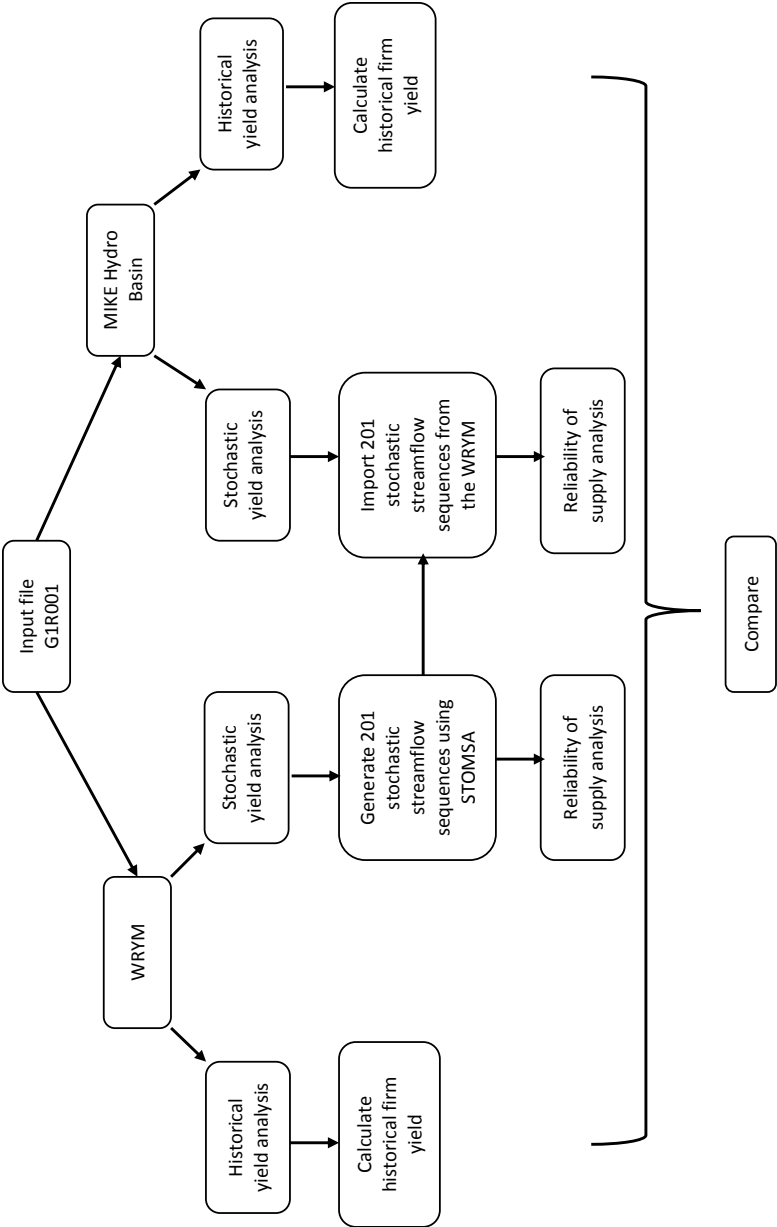 Input file
G1R001
WRYM
MIKE Hydro
Basin
Historical
yield analysis
Stochastic
yield analysis
Stochastic
yield analysis
Historical
yield analysis
Calculate
historical firm
yield
Generate 201
stochastic
streamflow
sequences using
STOMSA
Import 201
stochastic
streamflow
sequences from
the WRYM
Calculate
historical firm
yield
Reliability of
supply analysis
Reliability of
supply analysis
Compare